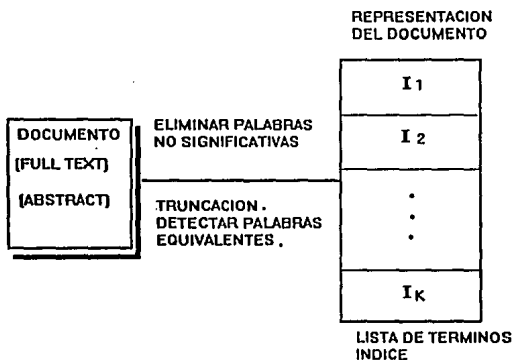 REPRESENTACION
DEL DOCUMENTO
DOCUMENTO
(FULL TEXT)
(ABSTRACT)
ELIMINAR PALABRAS
NO SIGNIFICATIVAS
TRUNCACION.
DETECTAR PALABRAS
EQUIVALENTES.
I1
I2
.
.
.
IK
LISTA DE TERMINOS
INDICE